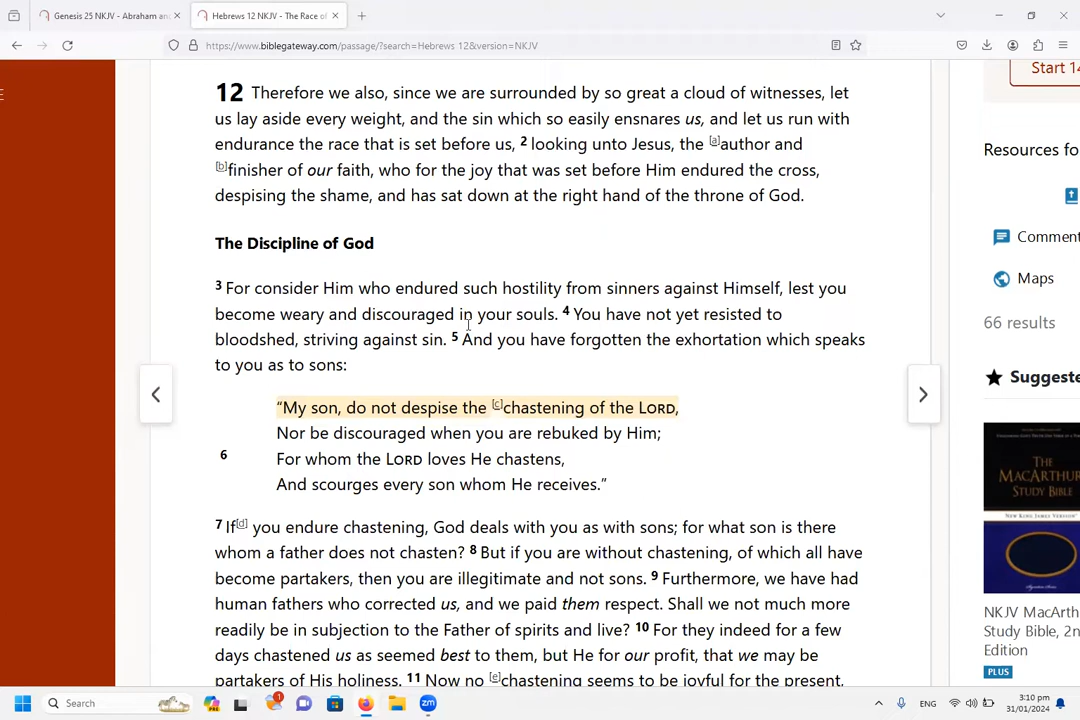 Genesis 25 NKJV - Abraham and
Hebrews 12 NKJV - The Race of
https://www.biblegateway.com/passage/?search=Hebrews 12&version=NKJV
E
12 Therefore we also, since we are surrounded by so great a cloud of witnesses, let
us lay aside every weight, and the sin which so easily ensnares us, and let us run with
endurance the race that is set before us, 2 looking unto Jesus, the [a]author and
[b]finisher of our faith, who for the joy that was set before Him endured the cross,
despising the shame, and has sat down at the right hand of the throne of God.
The Discipline of God
3 For consider Him who endured such hostility from sinners against Himself, lest you
become weary and discouraged in your souls. 4 You have not yet resisted to
bloodshed, striving against sin. 5 And you have forgotten the exhortation which speaks
to you as to sons:
“My son, do not despise the [c]chastening of the LORD,
Nor be discouraged when you are rebuked by Him;
6 For whom the LORD loves He chastens,
And scourges every son whom He receives.”
7 If[d] you endure chastening, God deals with you as with sons; for what son is there
whom a father does not chasten? 8 But if you are without chastening, of which all have
become partakers, then you are illegitimate and not sons. 9 Furthermore, we have had
human fathers who corrected us, and we paid them respect. Shall we not much more
readily be in subjection to the Father of spirits and live? 10 For they indeed for a few
days chastened us as seemed best to them, but He for our profit, that we may be
partakers of His holiness. 11 Now no [e]chastening seems to be joyful for the present,
Start 14
Resources fo
Comment
Maps
66 results
Suggeste
THE
MACARTHUR
STUDY BIBLE
NKJV MacArth
Study Bible, 2n
Edition
PLUS
Search
PRE
1
zm
ENG
3:10 pm
31/01/2024